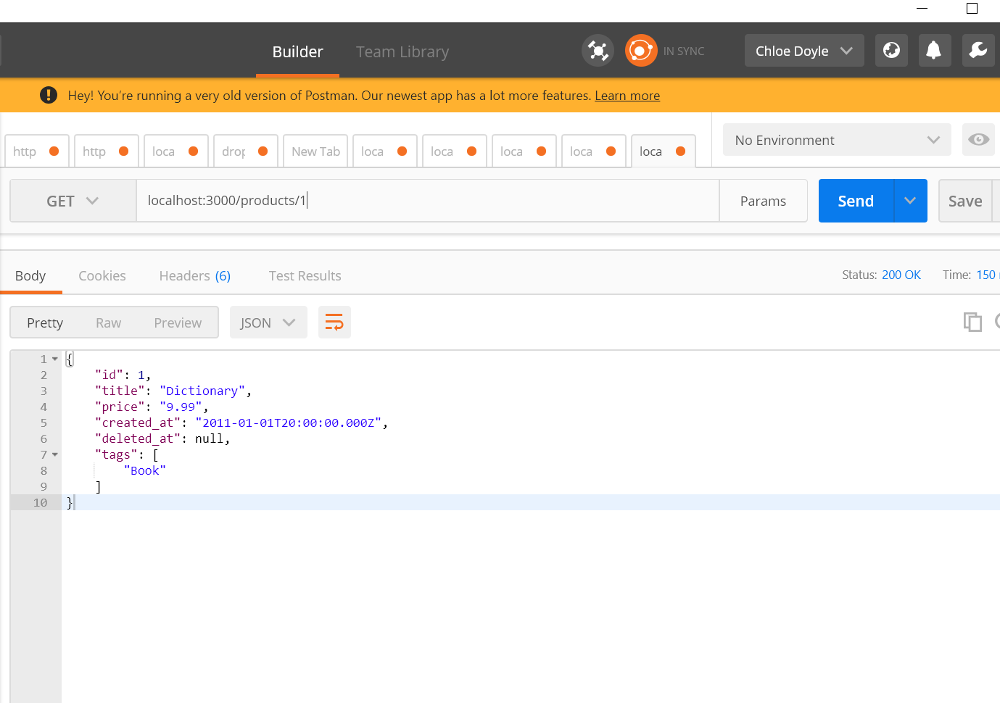 Builder Team Library IN SYNC Chloe Doyle
Hey! You're running a very old version of Postman. Our newest app has a lot more features. Learn more
http http loca drop New Tab loca loca loca loca loca No Environment
GET localhost:3000/products/1 Params Send Save
Body Cookies Headers (6) Test Results Status: 200 OK Time: 150
Pretty Raw Preview JSON
1 {
2 "id": 1,
3 "title": "Dictionary",
4 "price": "9.99",
5 "created_at": "2011-01-01T20:00:00.000Z",
6 "deleted_at": null,
7 "tags": [
8 "Book"
9 ]
10 }